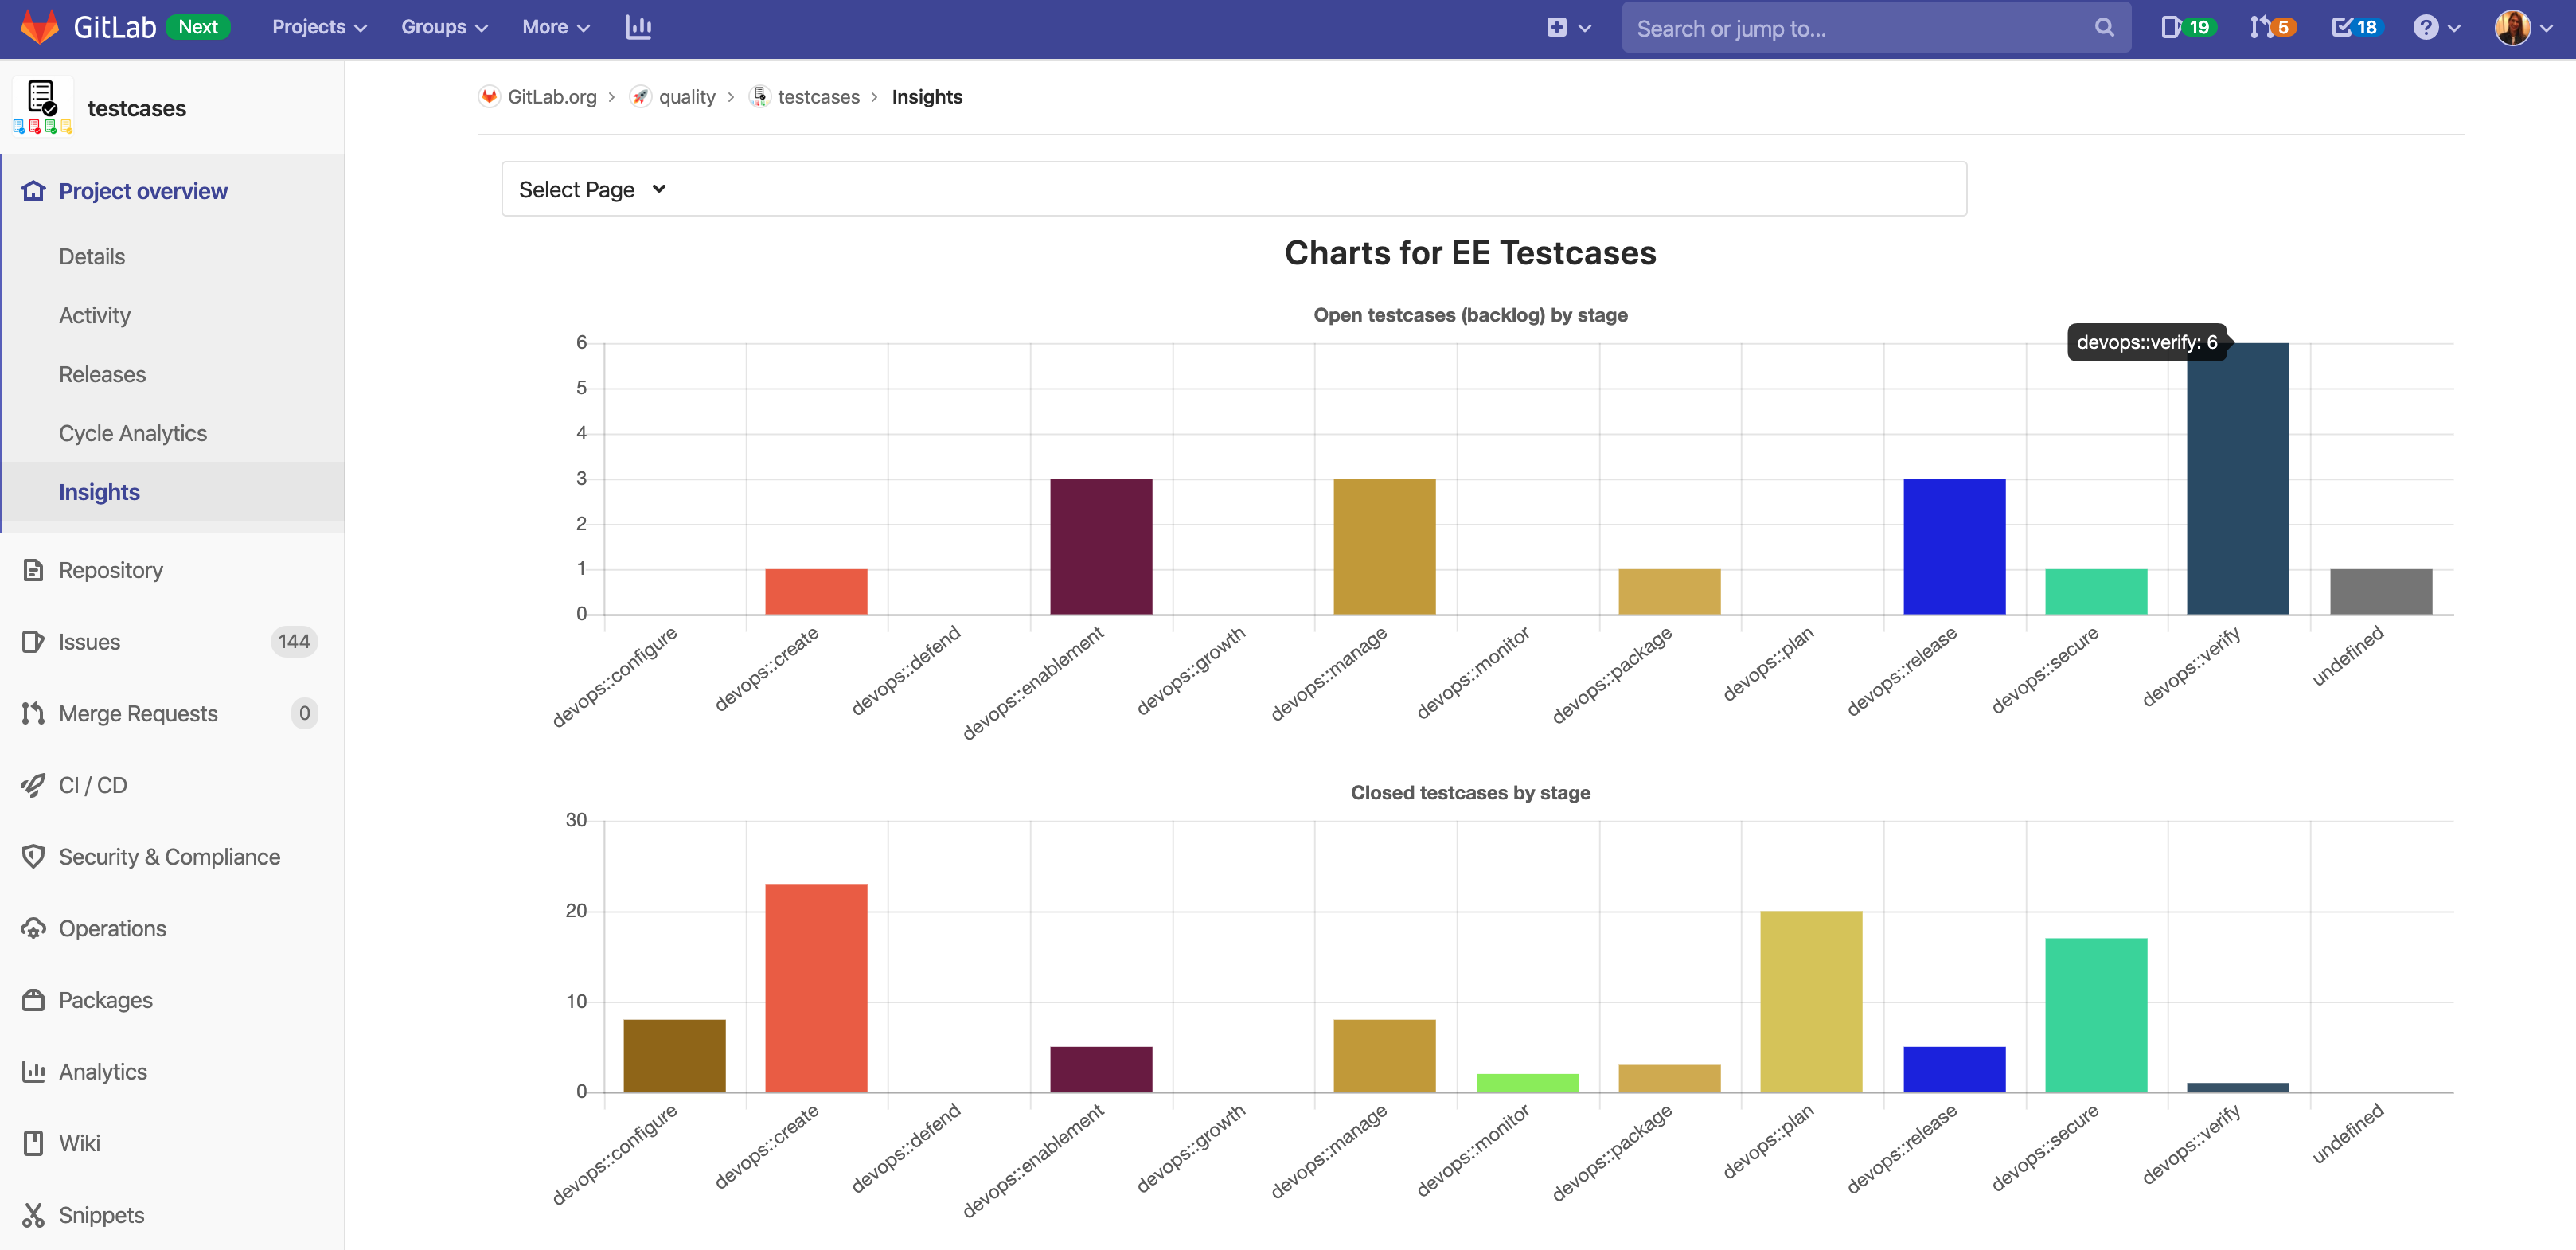 GitLab Next Projects Groups More Search or jump to... 19 5 18
testcases
GitLab.org > quality > testcases > Insights
Project overview
Details
Activity
Releases
Cycle Analytics
Insights
Repository
Issues 144
Merge Requests 0
CI / CD
Security & Compliance
Operations
Packages
Analytics
Wiki
Snippets
Select Page
Charts for EE Testcases
Open testcases (backlog) by stage
devops::verify: 6
6
5
4
3
2
1
0
devops::configure devops::create devops::defend devops::enablement devops::growth devops::manage devops::monitor devops::package devops::plan devops::release devops::secure devops::verify undefined
Closed testcases by stage
30
20
10
0
devops::configure devops::create devops::defend devops::enablement devops::growth devops::manage devops::monitor devops::package devops::plan devops::release devops::secure devops::verify undefined